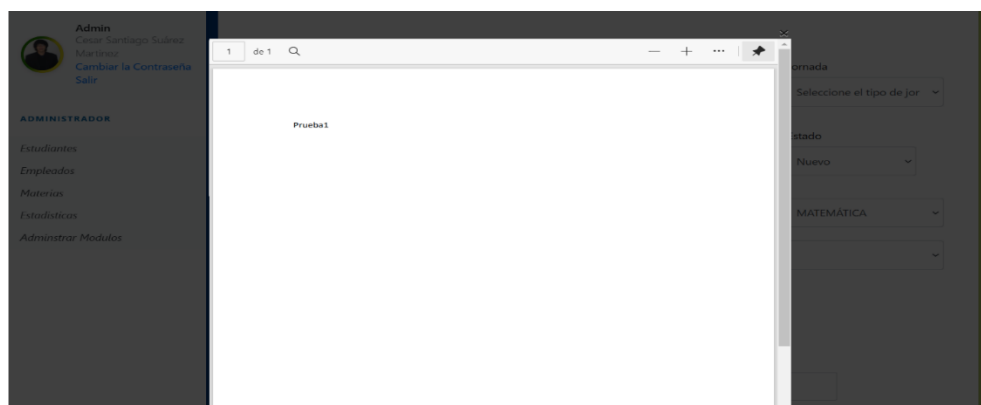 Admin
Cesar Santiago Suárez
Martinez
Cambiar la Contraseña
Salir
ADMINISTRADOR
Estudiantes
Empleados
Materias
Estadisticos
Adminstrar Modulos
1 de 1
Prueba1
ornada
Seleccione el tipo de jor
stado
Nuevo
MATEMÁTICA